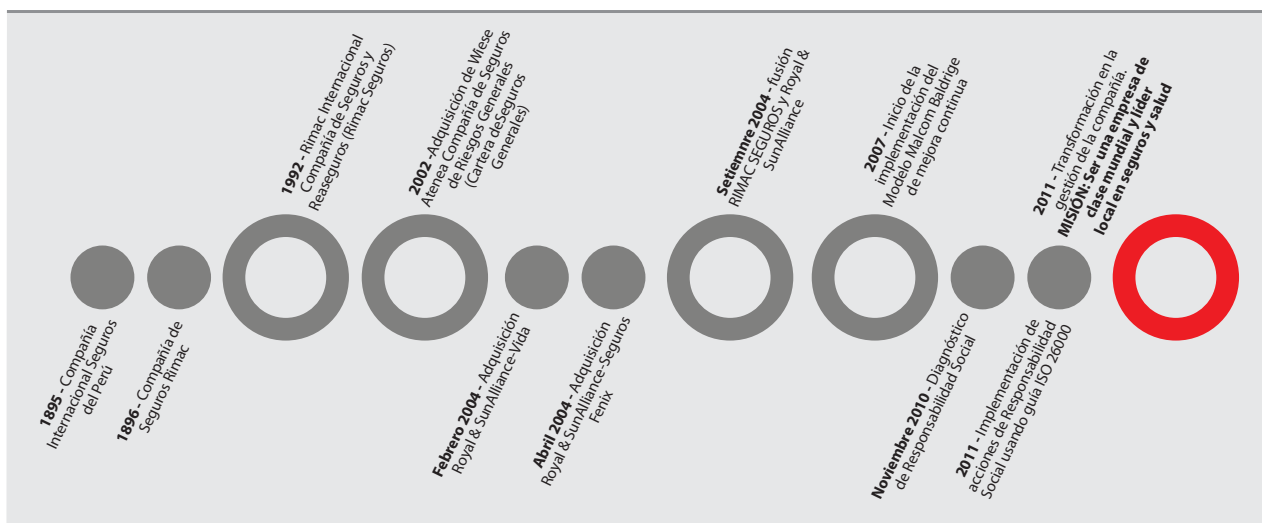 1895 - Compañía
Internacional Seguros
del Perú
1896 - Compañía de
Seguros Rimac
1992 - Rimac Internacional
Compañía de Seguros y
Reaseguros (Rimac Seguros)
2002 -Adquisición de Wiese
Atenea Compañía de Seguros
de Riesgos Generales
(Cartera deSeguros
Generales)
Febrero 2004 - Adquisición
Royal & SunAlliance-Vida
Abril 2004 - Adquisición
Royal & SunAlliance-Seguros
Fenix
Setiemnre 2004 - fusión
RIMAC SEGUROS y Royal &
SunAlliance
2007 - Inicio de la
implementación del
Modelo Malcom Baldrige
de mejora continua
Noviembre 2010 - Diagnóstico
de Responsabilidad Social
2011 - Implementación de
acciones de Responsabilidad
Social usando guía ISO 26000
2011 - Transformación en la
gestión de la compañía.
MISIÓN: Ser una empresa de
clase mundial y líder
local en seguros y salud